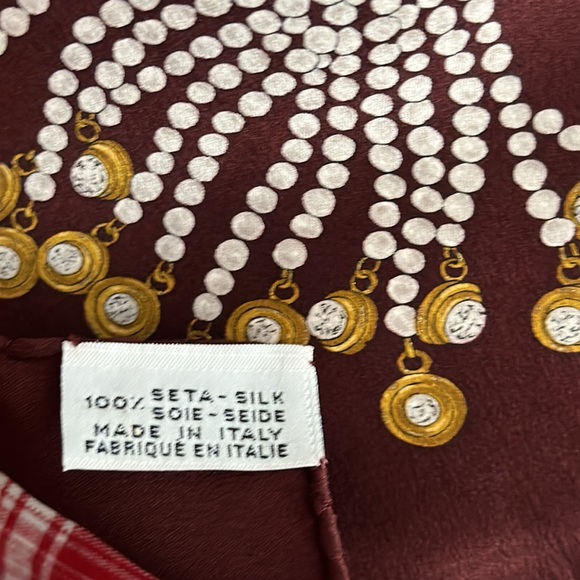 100% SETA - SILK
SOIE - SEIDE
MADE IN ITALY
FABRIQUÉ EN ITALIE